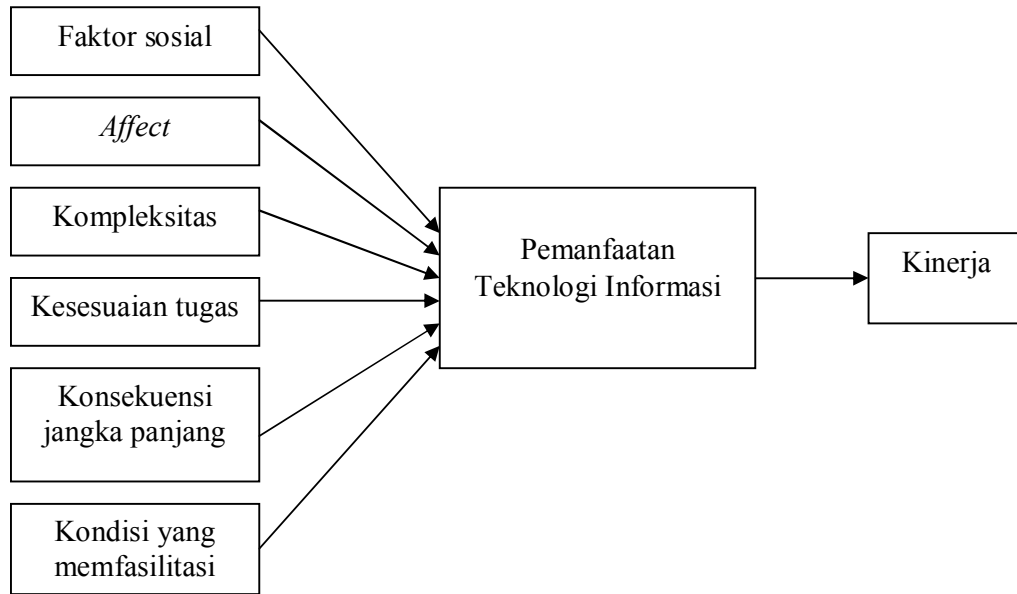 Faktor sosial
Affect
Kompleksitas
Kesesuaian tugas
Konsekuensi
jangka panjang
Kondisi yang
memfasilitasi
Pemanfaatan
Teknologi Informasi
Kinerja